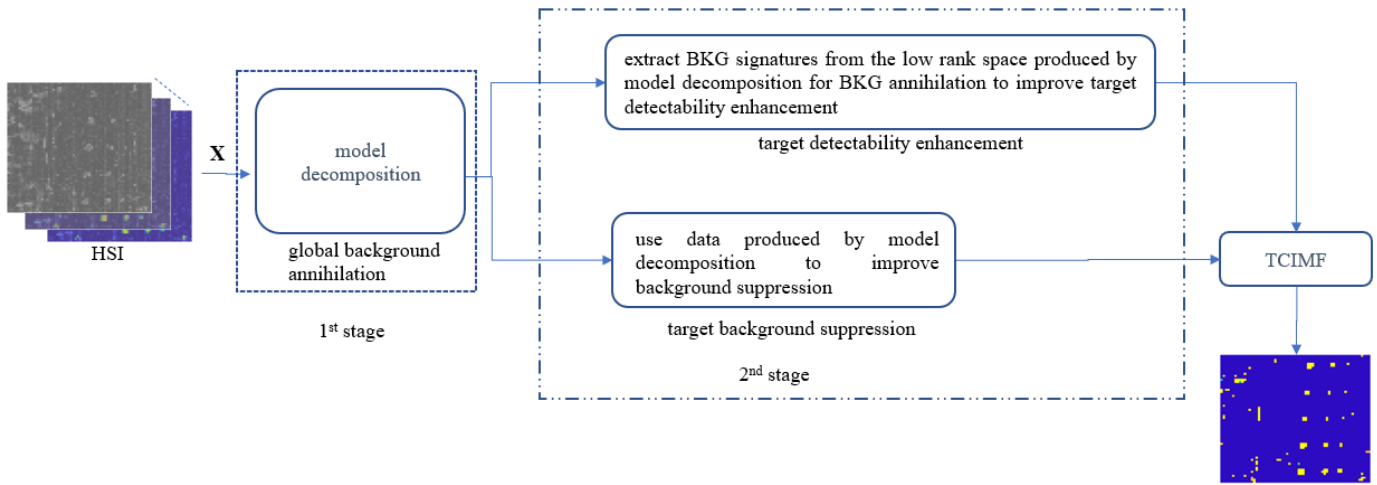 HSI
X
model
decomposition
global background
annihilation
1st stage
extract BKG signatures from the low rank space produced by
model decomposition for BKG annihilation to improve target
detectability enhancement
target detectability enhancement
use data produced by model
decomposition to improve
background suppression
target background suppression
2nd stage
TCIMF